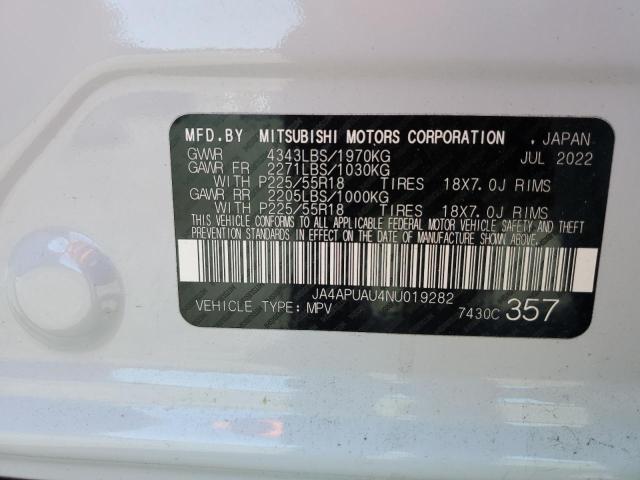 MFD.BY MITSUBISHI MOTORS CORPORATION , JAPAN
GVWR 4343LBS/1970KG JUL 2022
GAWR FR 2271LBS/1030KG
WITH P225/55R18 TIRES 18X7.0J RIMS
GAWR RR 2205LBS/1000KG
WITH P225/55R18 TIRES 18X7.0J RIMS
THIS VEHICLE CONFORMS TO ALL APPLICABLE FEDERAL MOTOR VEHICLE SAFETY AND THEFT
PREVENTION STANDARDS IN EFFECT ON THE DATE OF MANUFACTURE SHOWN ABOVE.
JA4APUAU4NU019282
VEHICLE TYPE: MPV 7430C 357